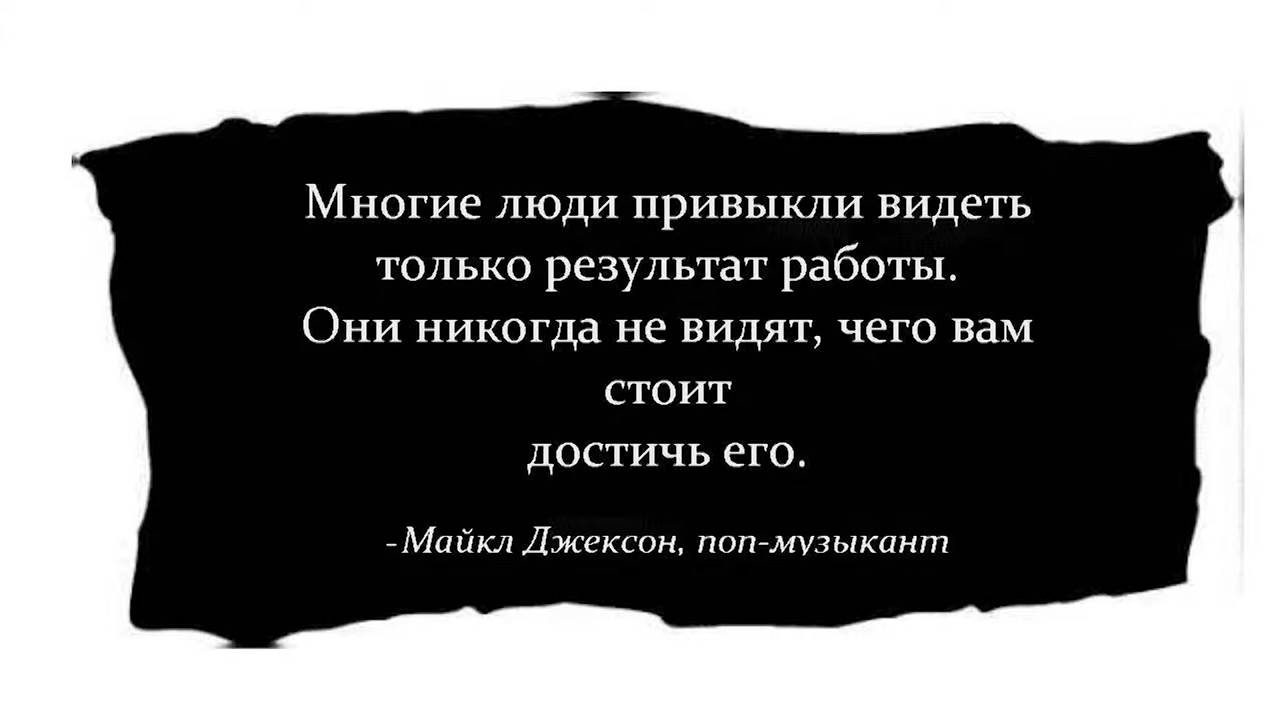 Многие люди привыкли видеть
только результат работы.
Они никогда не видят, чего вам
стоит
достичь его.
-Майкл Джексон, поп-музыкант